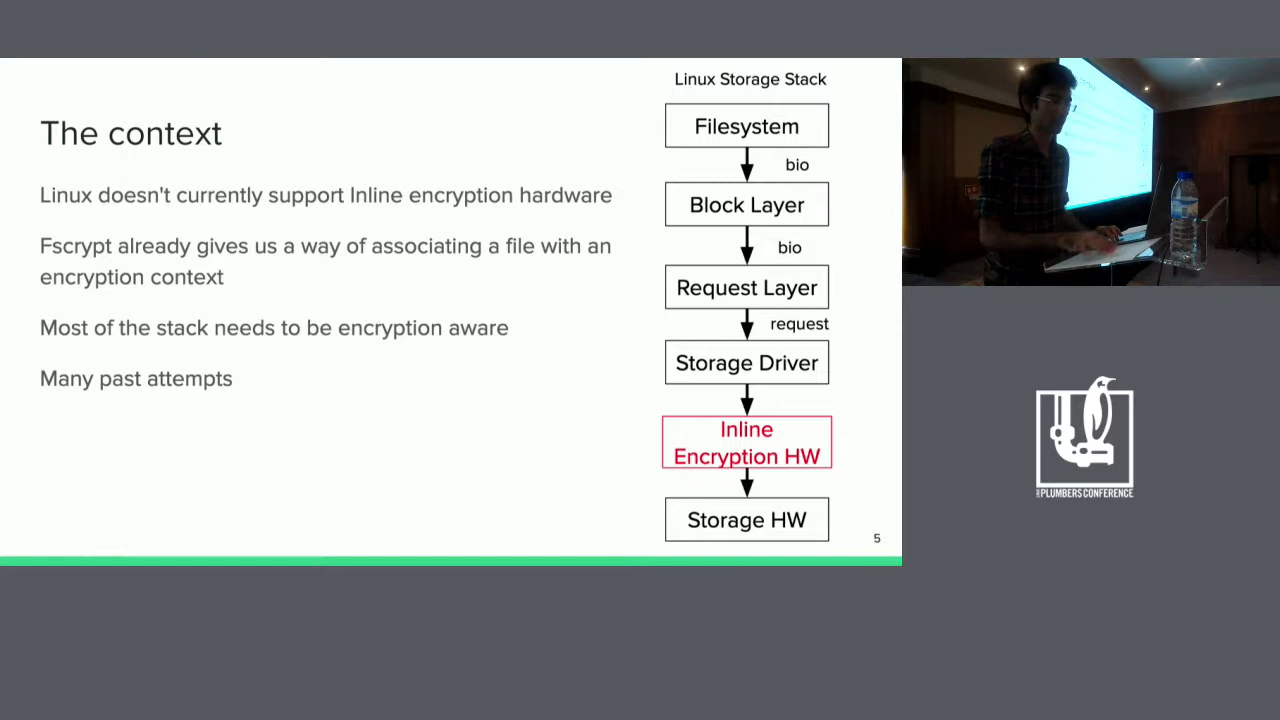 The context
Linux doesn't currently support Inline encryption hardware
Fscrypt already gives us a way of associating a file with an
encryption context
Most of the stack needs to be encryption aware
Many past attempts
Linux Storage Stack
Filesystem
bio
Block Layer
bio
Request Layer
request
Storage Driver
Inline
Encryption HW
Storage HW
5
PLUMBERS CONFERENCE